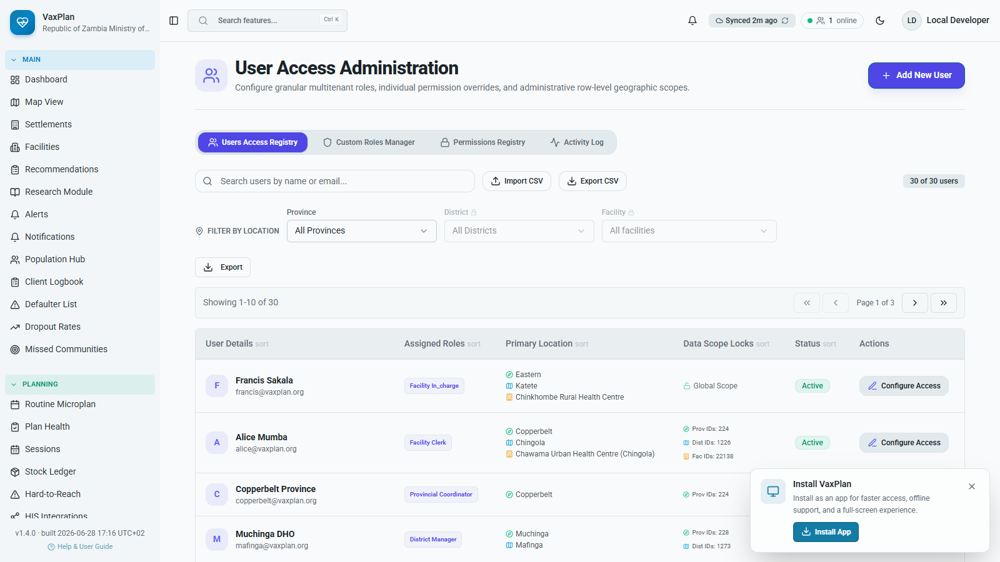 VaxPlan
Republic of Zambia Ministry of...
MAIN
Dashboard
Map View
Settlements
Facilities
Recommendations
Research Module
Alerts
Notifications
Population Hub
Client Logbook
Defaulter List
Dropout Rates
Missed Communities
PLANNING
Routine Microplan
Plan Health
Sessions
Stock Ledger
Hard-to-Reach
HIS Integrations
v1.4.0 · built 2026-06-28 17:16 UTC+02
Help & User Guide
Search features...
Ctrl K
Synced 2m ago
1 online
LD
Local Developer
User Access Administration
Configure granular multitenant roles, individual permission overrides, and administrative row-level geographic scopes.
Add New User
Users Access Registry
Custom Roles Manager
Permissions Registry
Activity Log
Search users by name or email...
Import CSV
Export CSV
30 of 30 users
FILTER BY LOCATION
Province
All Provinces
District
All Districts
Facility
All facilities
Export
Showing 1-10 of 30
Page 1 of 3
User Details sort
Assigned Roles sort
Primary Location sort
Data Scope Locks sort
Status sort
Actions
F
Francis Sakala
francis@vaxplan.org
Facility In_charge
Eastern
Katete
Chinkhombe Rural Health Centre
Global Scope
Active
Configure Access
A
Alice Mumba
alice@vaxplan.org
Facility Clerk
Copperbelt
Chingola
Chawama Urban Health Centre (Chingola)
Prov IDs: 224
Dist IDs: 1226
Fac IDs: 22138
Active
Configure Access
C
Copperbelt Province
copperbelt@vaxplan.org
Provincial Coordinator
Copperbelt
Prov IDs: 224
M
Muchinga DHO
mafinga@vaxplan.org
District Manager
Muchinga
Mafinga
Prov IDs: 228
Dist IDs: 1273
Install VaxPlan
Install as an app for faster access, offline
support, and a full-screen experience.
Install App